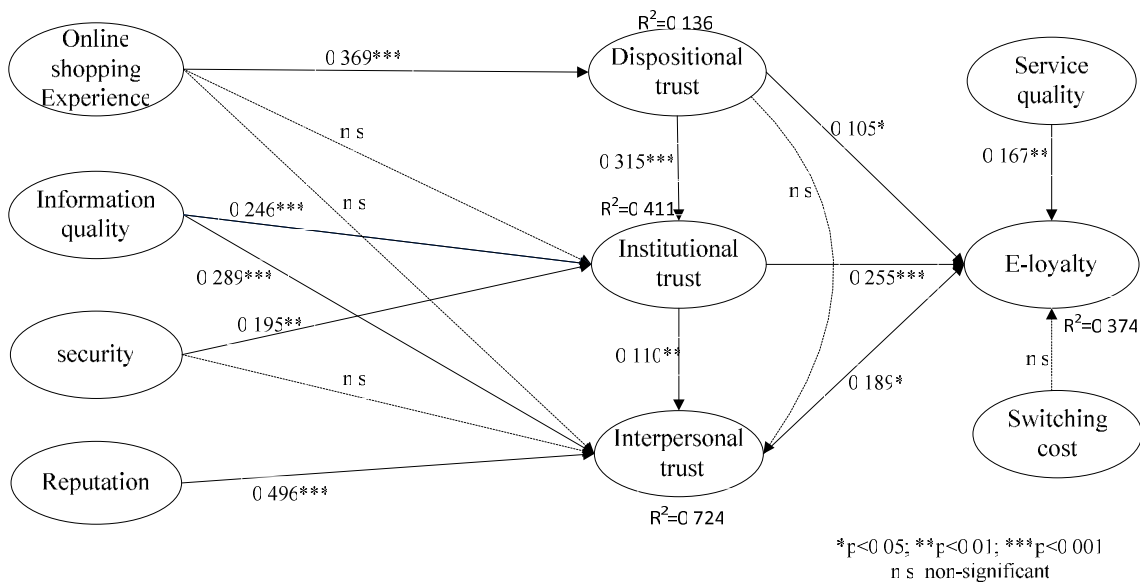 Online
shopping
Experience
0 369***
R²=0 136
Dispositional
trust
Service
quality
n s
0 105*
0 315***
0 167**
Information
quality
0 246***
n s
n s
R²=0 411
Institutional
trust
E-loyalty
0 289***
0 255***
security
0 195**
R²=0 374
0 110**
n s
n s
0 189*
Reputation
0 496***
Interpersonal
trust
Switching
cost
R²=0 724
*p<0 05; **p<0 01; ***p<0 001
n s non-significant